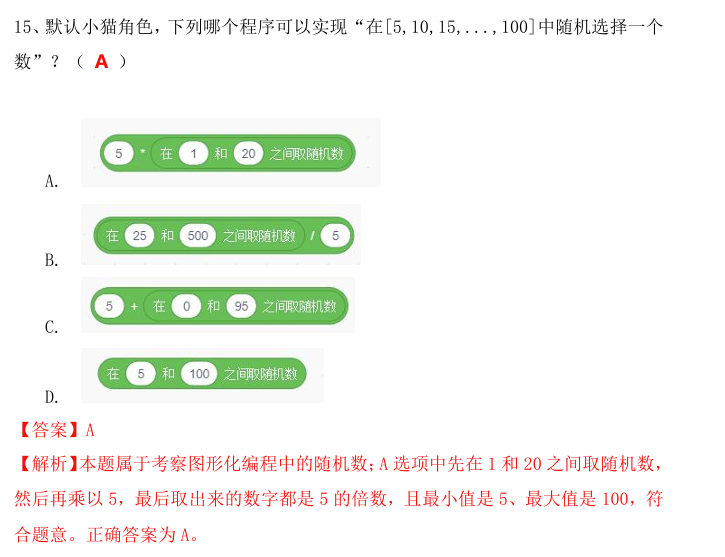 15、默认小猫角色，下列哪个程序可以实现“在[5,10,15,...,100]中随机选择一个
数”？（ A ）
A. 5 * 在 1 和 20 之间取随机数
B. 在 25 和 500 之间取随机数 / 5
C. 5 + 在 0 和 95 之间取随机数
D. 在 5 和 100 之间取随机数
【答案】A
【解析】本题属于考察图形化编程中的随机数；A 选项中先在 1 和 20 之间取随机数，
然后再乘以 5，最后取出来的数字都是 5 的倍数，且最小值是 5、最大值是 100，符
合题意。正确答案为 A。